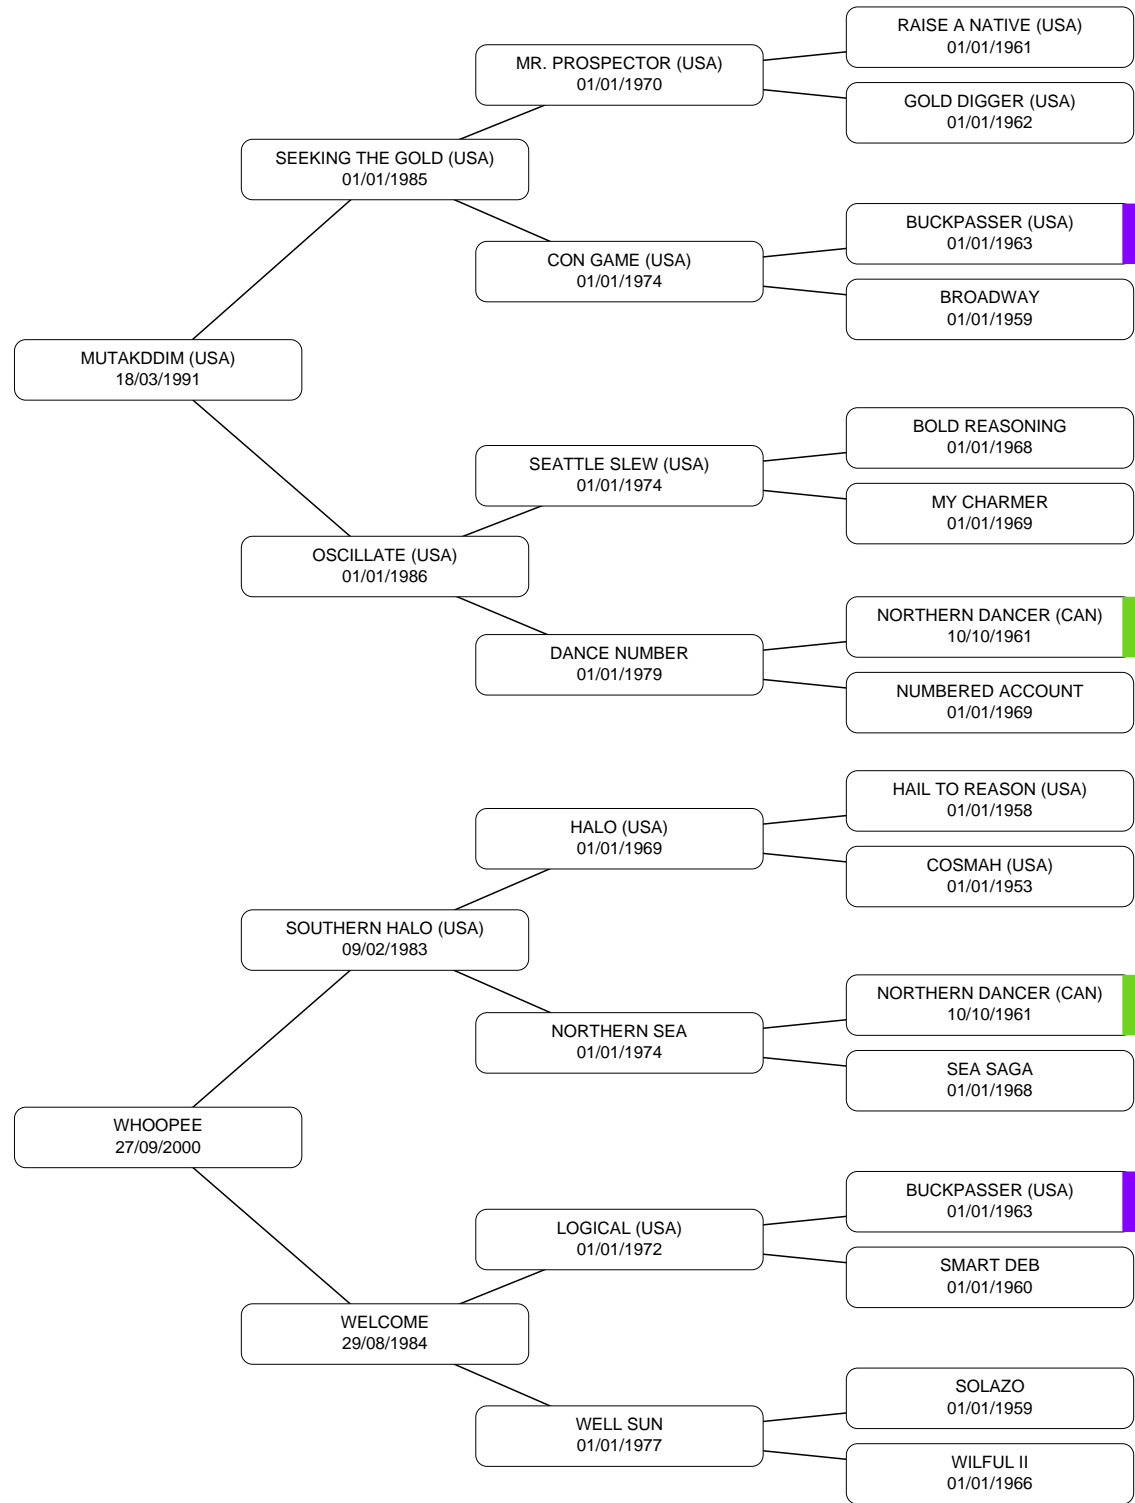 RAISE A NATIVE (USA)
01/01/1961
MR. PROSPECTOR (USA)
01/01/1970
GOLD DIGGER (USA)
01/01/1962
SEEKING THE GOLD (USA)
01/01/1985
BUCKPASSER (USA)
01/01/1963
CON GAME (USA)
01/01/1974
BROADWAY
01/01/1959
MUTAKDDIM (USA)
18/03/1991
BOLD REASONING
01/01/1968
SEATTLE SLEW (USA)
01/01/1974
MY CHARMER
01/01/1969
OSCILLATE (USA)
01/01/1986
NORTHERN DANCER (CAN)
10/10/1961
DANCE NUMBER
01/01/1979
NUMBERED ACCOUNT
01/01/1969
HAIL TO REASON (USA)
01/01/1958
HALO (USA)
01/01/1969
COSMAH (USA)
01/01/1953
SOUTHERN HALO (USA)
09/02/1983
NORTHERN DANCER (CAN)
10/10/1961
NORTHERN SEA
01/01/1974
SEA SAGA
01/01/1968
WHOOPEE
27/09/2000
BUCKPASSER (USA)
01/01/1963
LOGICAL (USA)
01/01/1972
SMART DEB
01/01/1960
WELCOME
29/08/1984
SOLAZO
01/01/1959
WELL SUN
01/01/1977
WILFUL II
01/01/1966